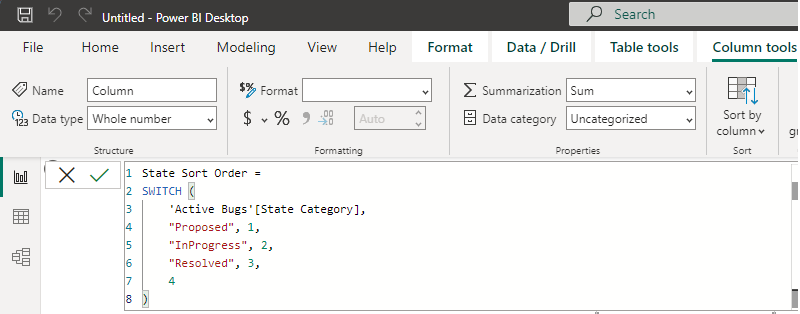 Untitled - Power BI Desktop
Search
File Home Insert Modeling View Help Format Data / Drill Table tools Column tools
Name Column
$% Format
Summarization Sum
Data type Whole number
$ % 9 .00 Auto
Data category Uncategorized
Sort by column
Structure Formatting Properties Sort
1 State Sort Order =
2 SWITCH (
3 'Active Bugs'[State Category],
4 "Proposed", 1,
5 "InProgress", 2,
6 "Resolved", 3,
7 4
8 )